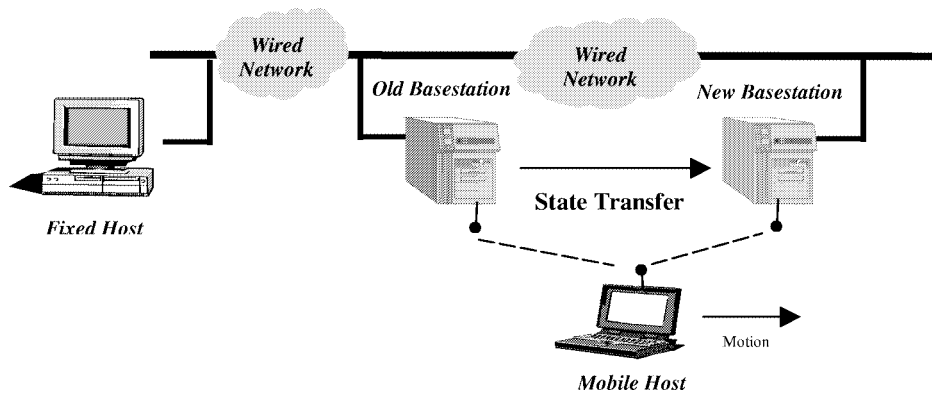 Wired
Network
Wired
Network
Old Basestation
New Basestation
State Transfer
Fixed Host
Motion
Mobile Host